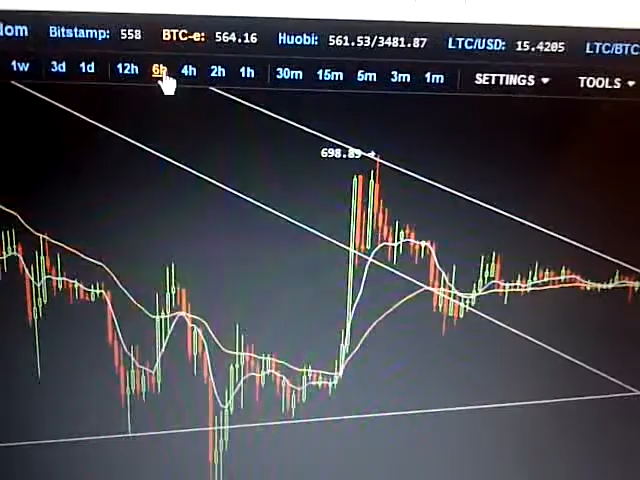 dom Bitstamp: 558 BTC-e: 564.16 Huobi: 561.53/3481.87 LTC/USD: 15.4205 LTC/BTC
1w 3d 1d 12h 6h 4h 2h 1h 30m 15m 5m 3m 1m SETTINGS TOOLS
698.89